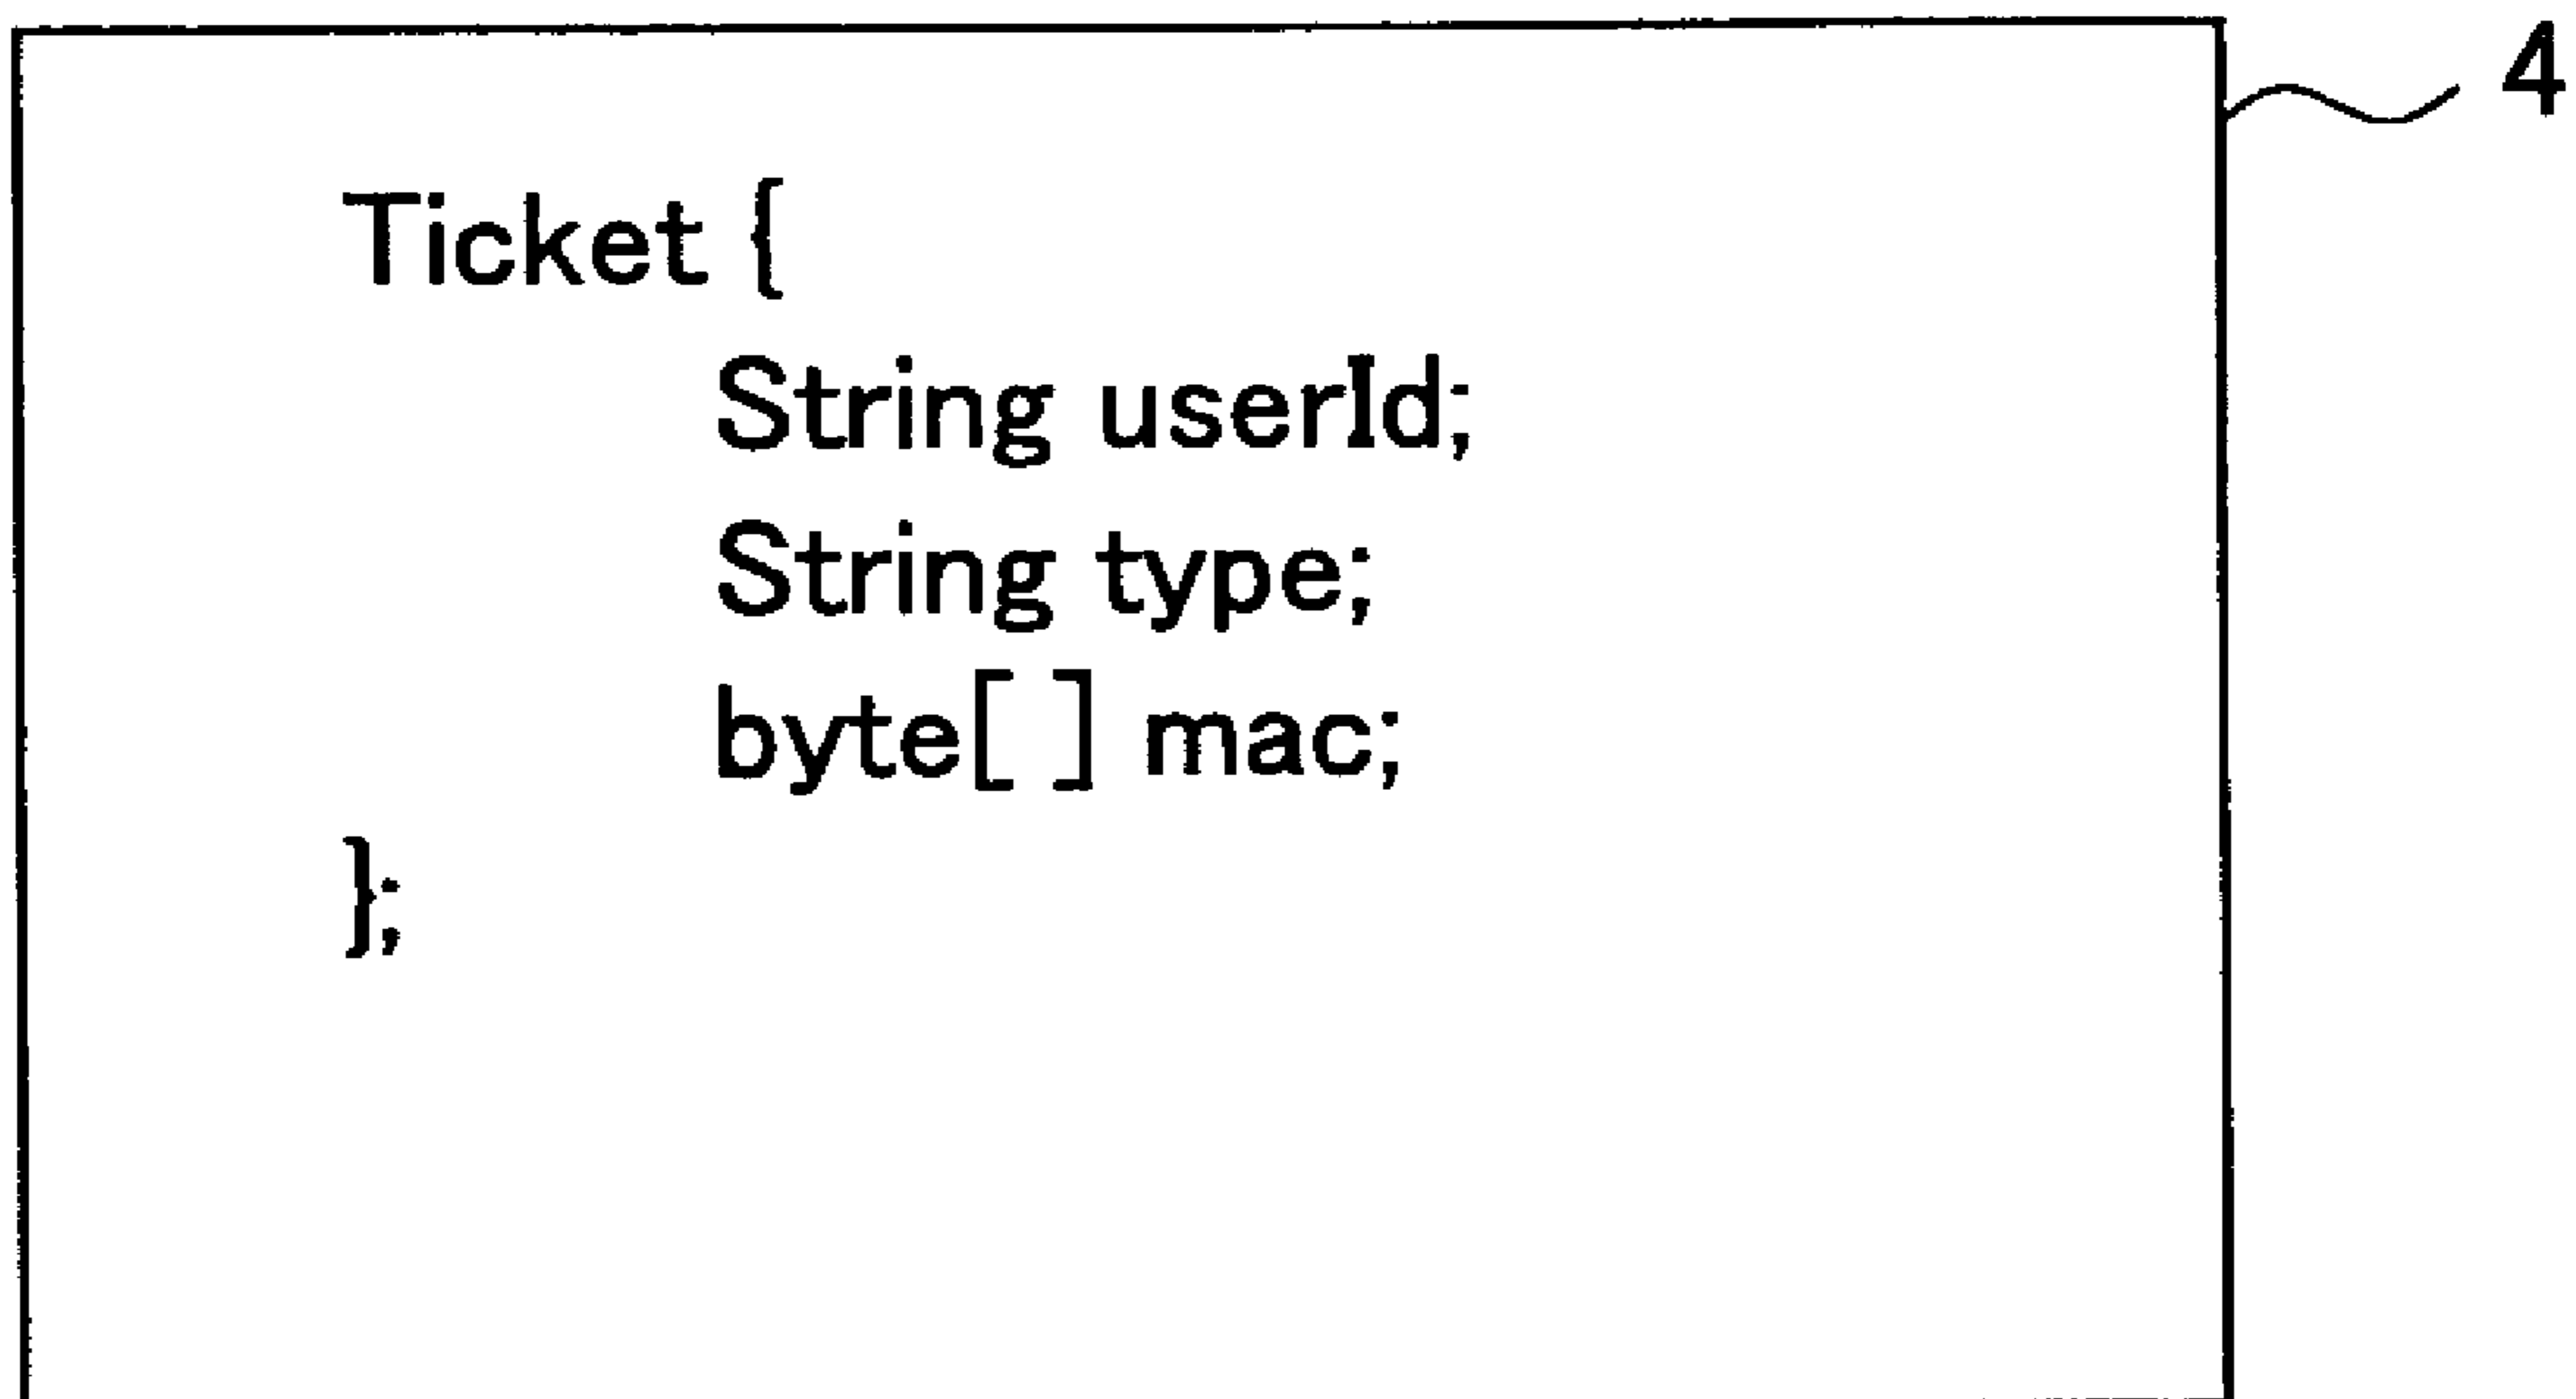 4
Ticket {
String userId;
String type;
byte[ ] mac;
};